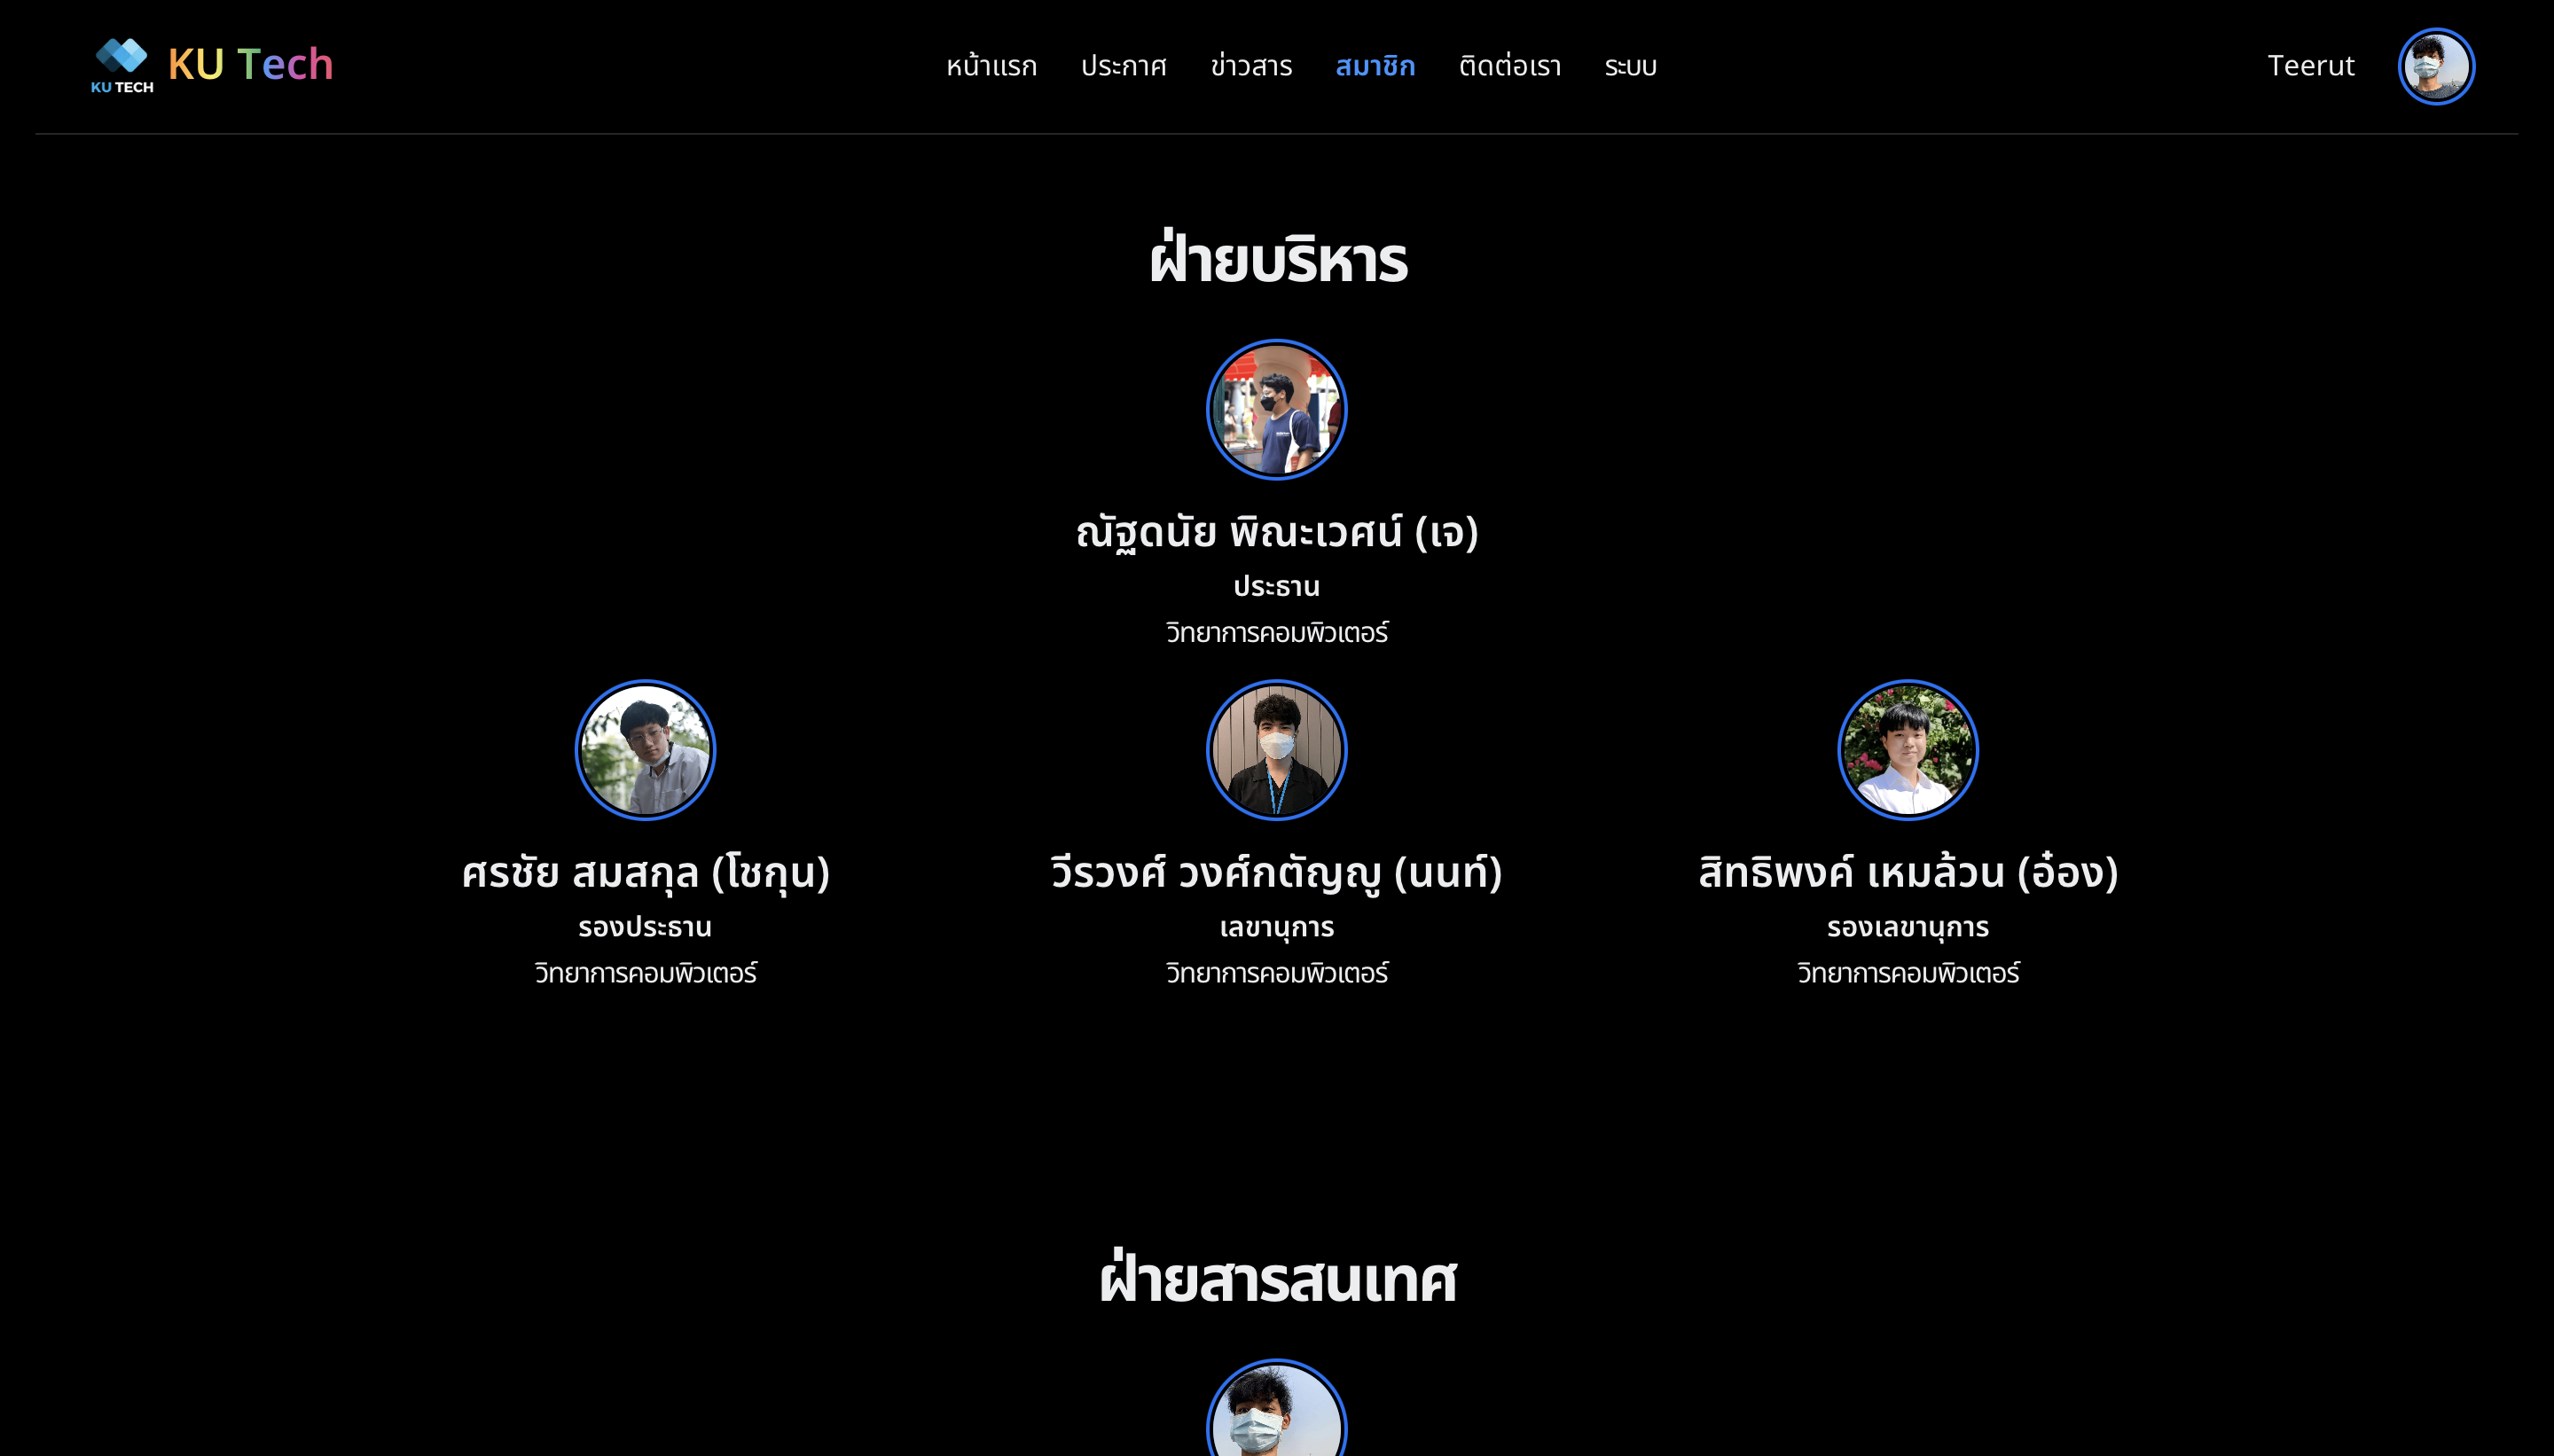 KU TECH
KU Tech
หน้าแรก ประกาศ ข่าวสาร สมาชิก ติดต่อเรา ระบบ
Teerut
ฝ่ายบริหาร
ณัฐดนัย พิณะเวศน์ (เจ)
ประธาน
วิทยาการคอมพิวเตอร์
ศรชัย สมสกุล (โชกุน)
รองประธาน
วิทยาการคอมพิวเตอร์
วีรวงศ์ วงศ์กตัญญู (นนท์)
เลขานุการ
วิทยาการคอมพิวเตอร์
สิทธิพงค์ เหมล้วน (อ๋อง)
รองเลขานุการ
วิทยาการคอมพิวเตอร์
ฝ่ายสารสนเทศ